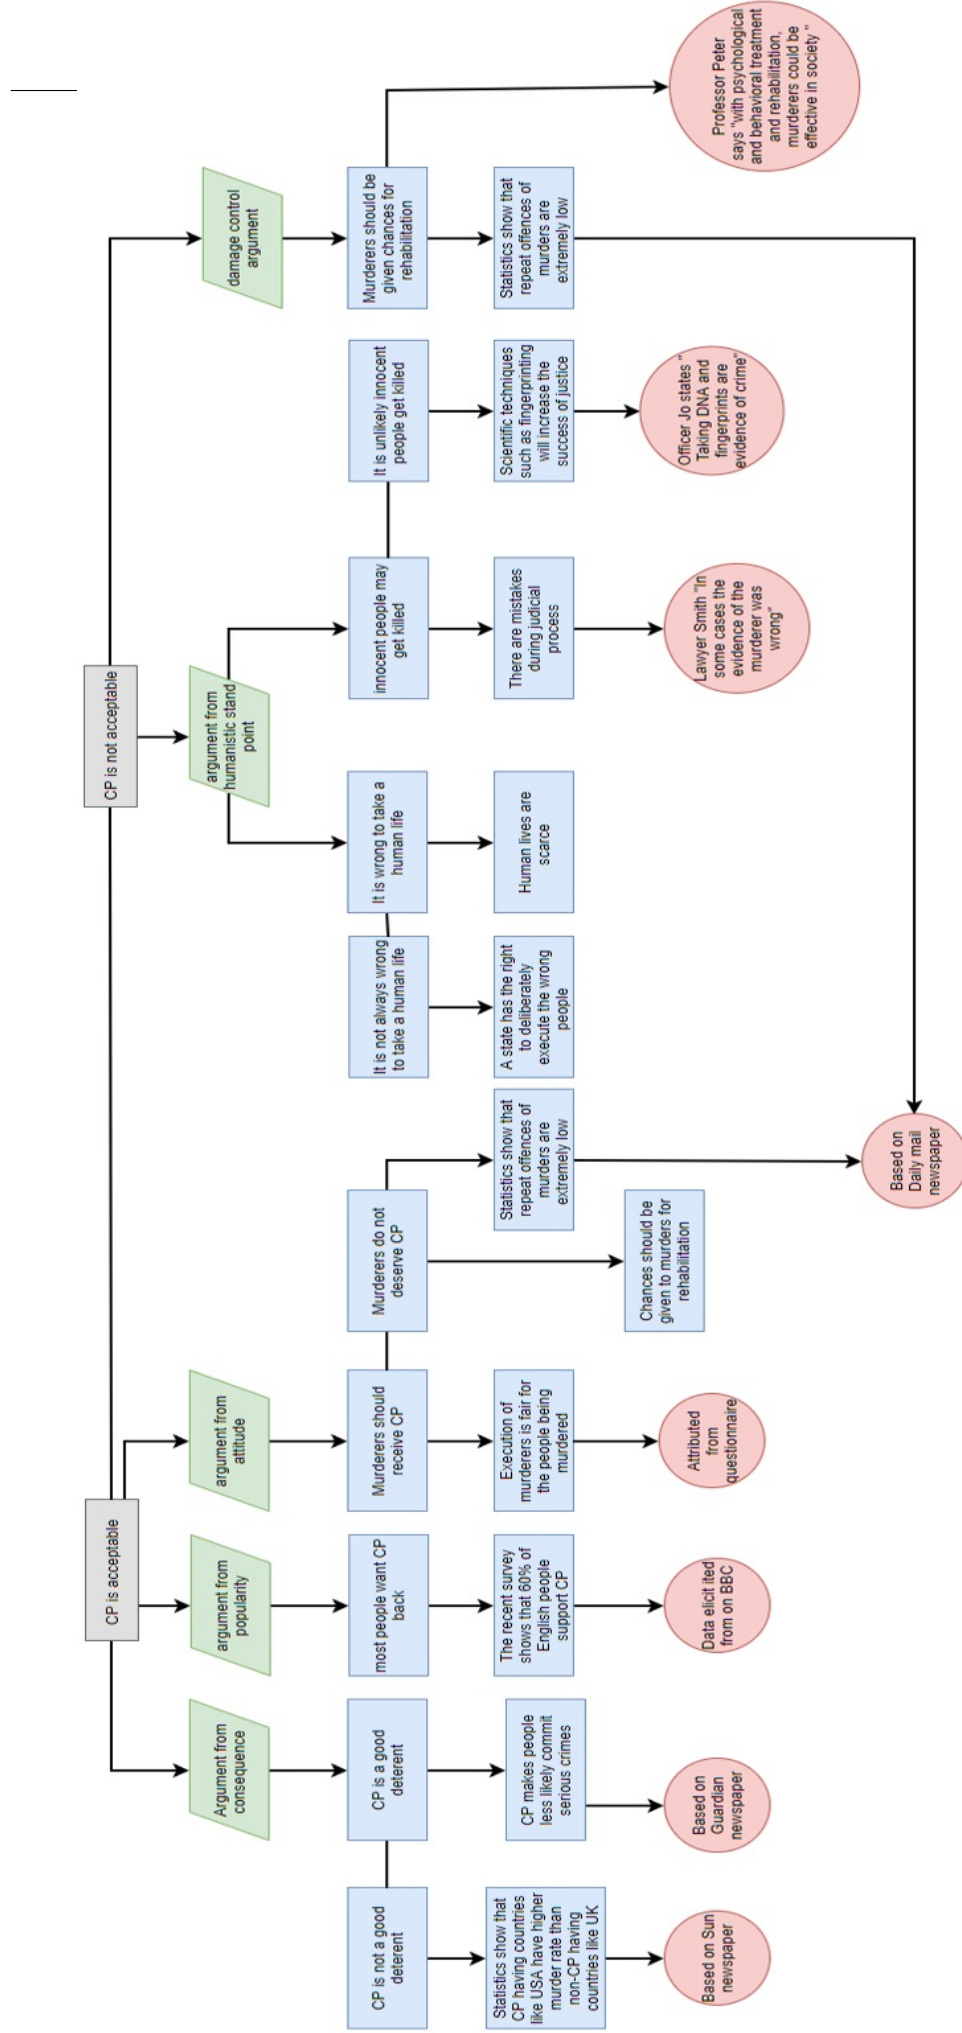 CP is acceptable
CP is not acceptable
Argument from
consequence
argument from
popularity
argument from
attitude
argument from
humanistic stand
point
damage control
argument
CP is not a good
deterent
CP is a good
deterent
most people want CP
back
Murderers should
receive CP
Murderers do not
deserve CP
It is not always wrong
to take a human life
It is wrong to take a
human life
innocent people may
get killed
It is unlikely innocent
people get killed
Murderers should be
given chances for
rehabilitation
Statistics show that
CP having countries
like USA have higher
murder rate than
non-CP having
countries like UK
CP makes people
less likely commit
serious crimes
The recent survey
shows that 60% of
English people
support CP
Execution of
murderers is fair for
the people being
murdered
Chances should be
given to murders for
rehabilitation
Statistics show that
repeat offences of
murders are
extremely low
A state has the right
to deliberately
execute the wrong
people
Human lives are
scarce
There are mistakes
during judicial
process
Scientific techniques
such as fingerprinting
will increase the
success of justice
Statistics show that
repeat offences of
murders are
extremely low
Based on Sun
newspaper
Based on
Guardian
newspaper
Data elicit ited
from on BBC
Attributed
from
questionnaire
Based on
Daily mail
newspaper
Lawyer Smith "In
some cases the
evidence of the
murderer was
wrong"
Officer Jo states "
Taking DNA and
fingerprints are
evidence of crime"
Professor Peter
says "with psychological
and behavioral treatment
and rehabilitation,
murderers could be
effective in society "